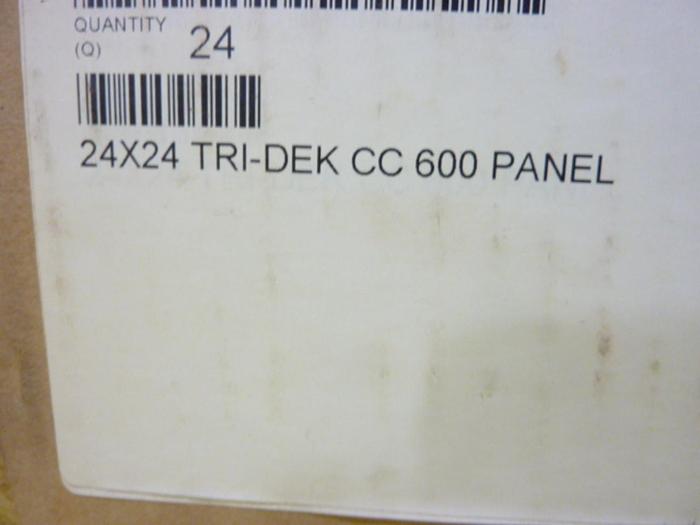 QUANTITY
(Q) 24
24X24 TRI-DEK CC 600 PANEL